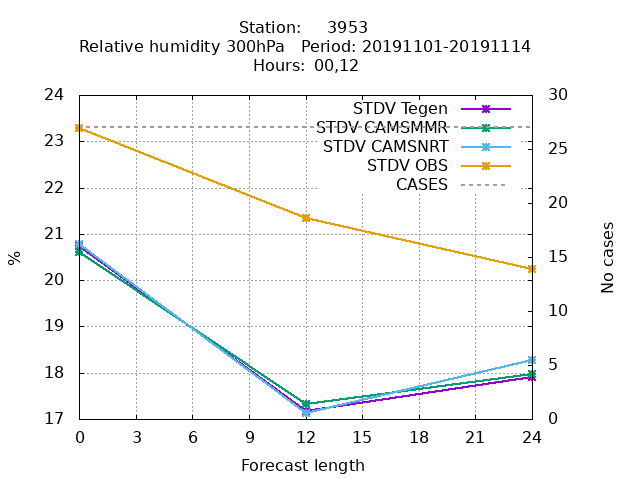 Station: 3953
Relative humidity 300hPa Period: 20191101-20191114
Hours: 00,12
24
23
22
21
20
19
18
17
30
25
20
15
10
5
0
%
No cases
STDV Tegen
STDV CAMSMMR
STDV CAMSNRT
STDV OBS
CASES
0 3 6 9 12 15 18 21 24
Forecast length